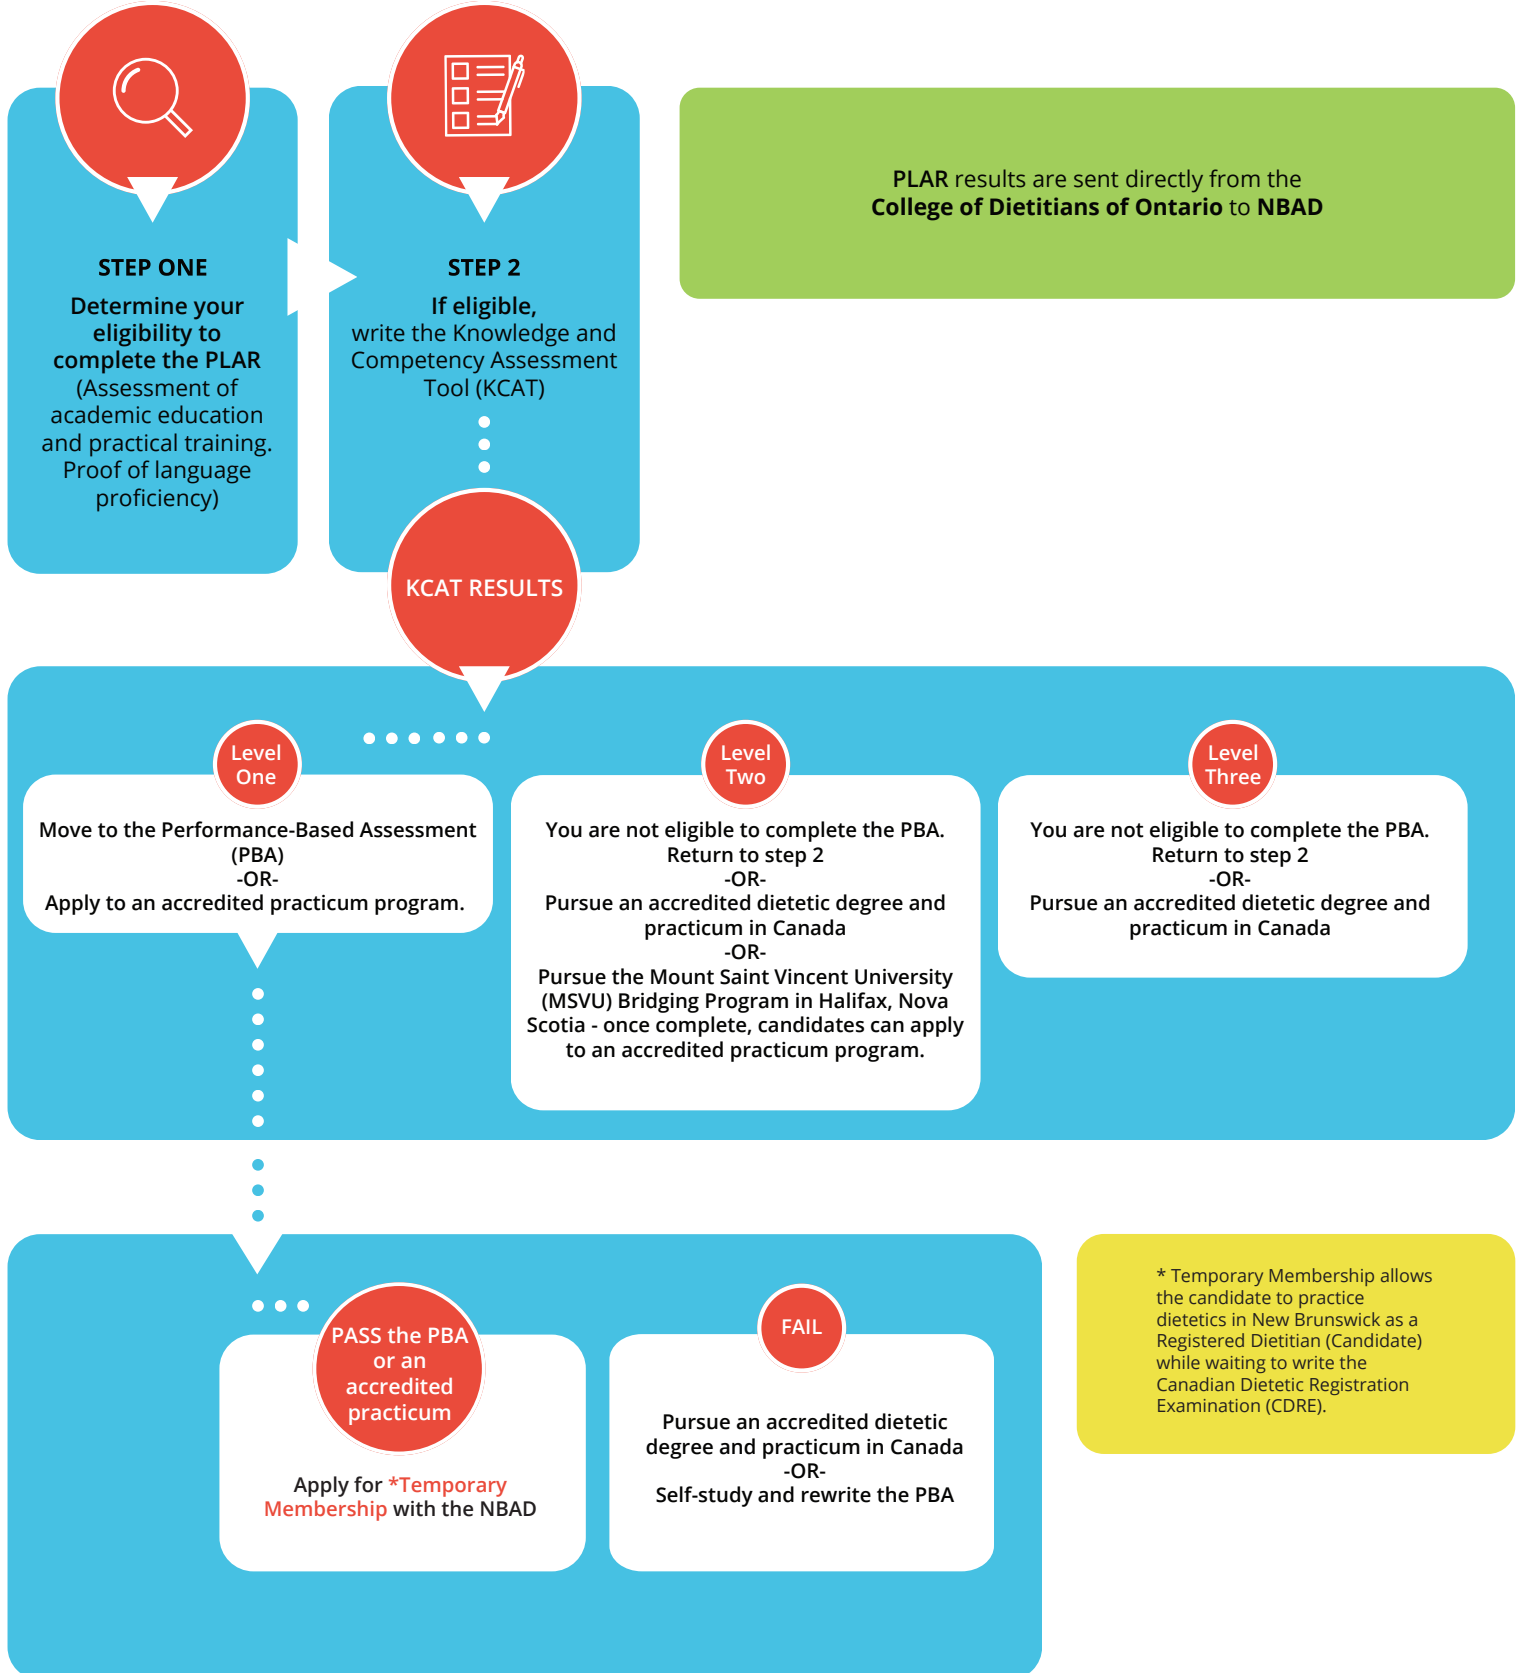 STEP ONE
Determine your
eligibility to
complete the PLAR
(Assessment of
academic education
and practical training.
Proof of language
proficiency)
STEP 2
If eligible,
write the Knowledge and
Competency Assessment
Tool (KCAT)
PLAR results are sent directly from the
College of Dietitians of Ontario to NBAD
KCAT RESULTS
Level
One
Move to the Performance-Based Assessment
(PBA)
-OR-
Apply to an accredited practicum program.
Level
Two
You are not eligible to complete the PBA.
Return to step 2
-OR-
Pursue an accredited dietetic degree and
practicum in Canada
-OR-
Pursue the Mount Saint Vincent University
(MSVU) Bridging Program in Halifax, Nova
Scotia - once complete, candidates can apply
to an accredited practicum program.
Level
Three
You are not eligible to complete the PBA.
Return to step 2
-OR-
Pursue an accredited dietetic degree and
practicum in Canada
PASS the PBA
or an
accredited
practicum
Apply for *Temporary
Membership with the NBAD
FAIL
Pursue an accredited dietetic
degree and practicum in Canada
-OR-
Self-study and rewrite the PBA
* Temporary Membership allows
the candidate to practice
dietetics in New Brunswick as a
Registered Dietitian (Candidate)
while waiting to write the
Canadian Dietetic Registration
Examination (CDRE).